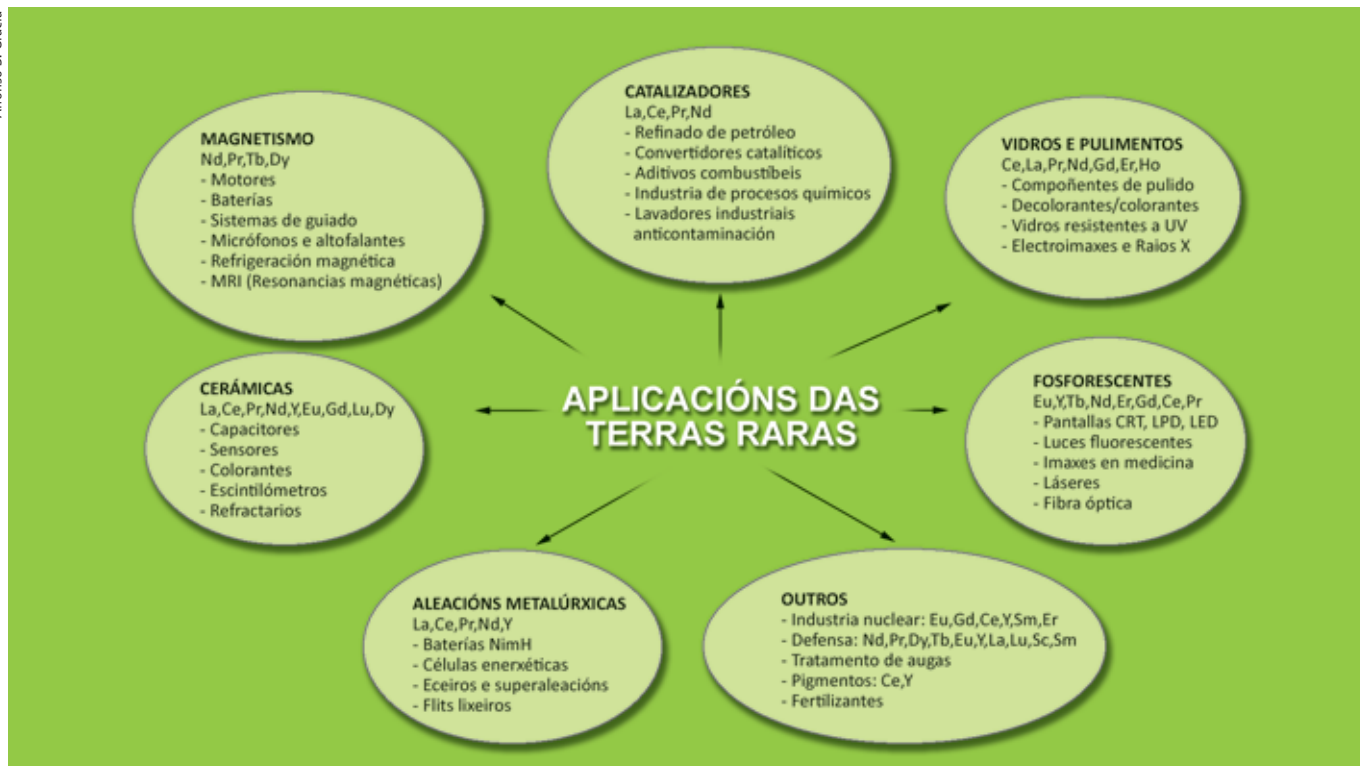 APLICACIÓNS DAS
TERRAS RARAS
MAGNETISMO
Nd,Pr,Tb,Dy
- Motores
- Baterías
- Sistemas de guiado
- Micrófonos e altofalantes
- Refrigeración magnética
- MRI (Resonancias magnéticas)
CATALIZADORES
La,Ce,Pr,Nd
- Refinado de petróleo
- Convertidores catalíticos
- Aditivos combustíbeis
- Industria de procesos químicos
- Lavadores industriais
anticontaminación
VIDROS E PULIMENTOS
Ce,La,Pr,Nd,Gd,Er,Ho
- Compoñentes de pulido
- Decolorantes/colorantes
- Vidros resistentes a UV
- Electroimaxes e Raios X
CERÁMICAS
La,Ce,Pr,Nd,Y,Eu,Gd,Lu,Dy
- Capacitores
- Sensores
- Colorantes
- Escintilómetros
- Refractarios
FOSFORESCENTES
Eu,Y,Tb,Nd,Er,Gd,Ce,Pr
- Pantallas CRT, LPD, LED
- Luces fluorescentes
- Imaxes en medicina
- Láseres
- Fibra óptica
ALEACIÓNS METALÚRXICAS
La,Ce,Pr,Nd,Y
- Baterías NimH
- Células enerxéticas
- Eceiros e superaleacións
- Flits lixeiros
OUTROS
- Industria nuclear: Eu,Gd,Ce,Y,Sm,Er
- Defensa: Nd,Pr,Dy,Tb,Eu,Y,La,Lu,Sc,Sm
- Tratamento de augas
- Pigmentos: Ce,Y
- Fertilizantes